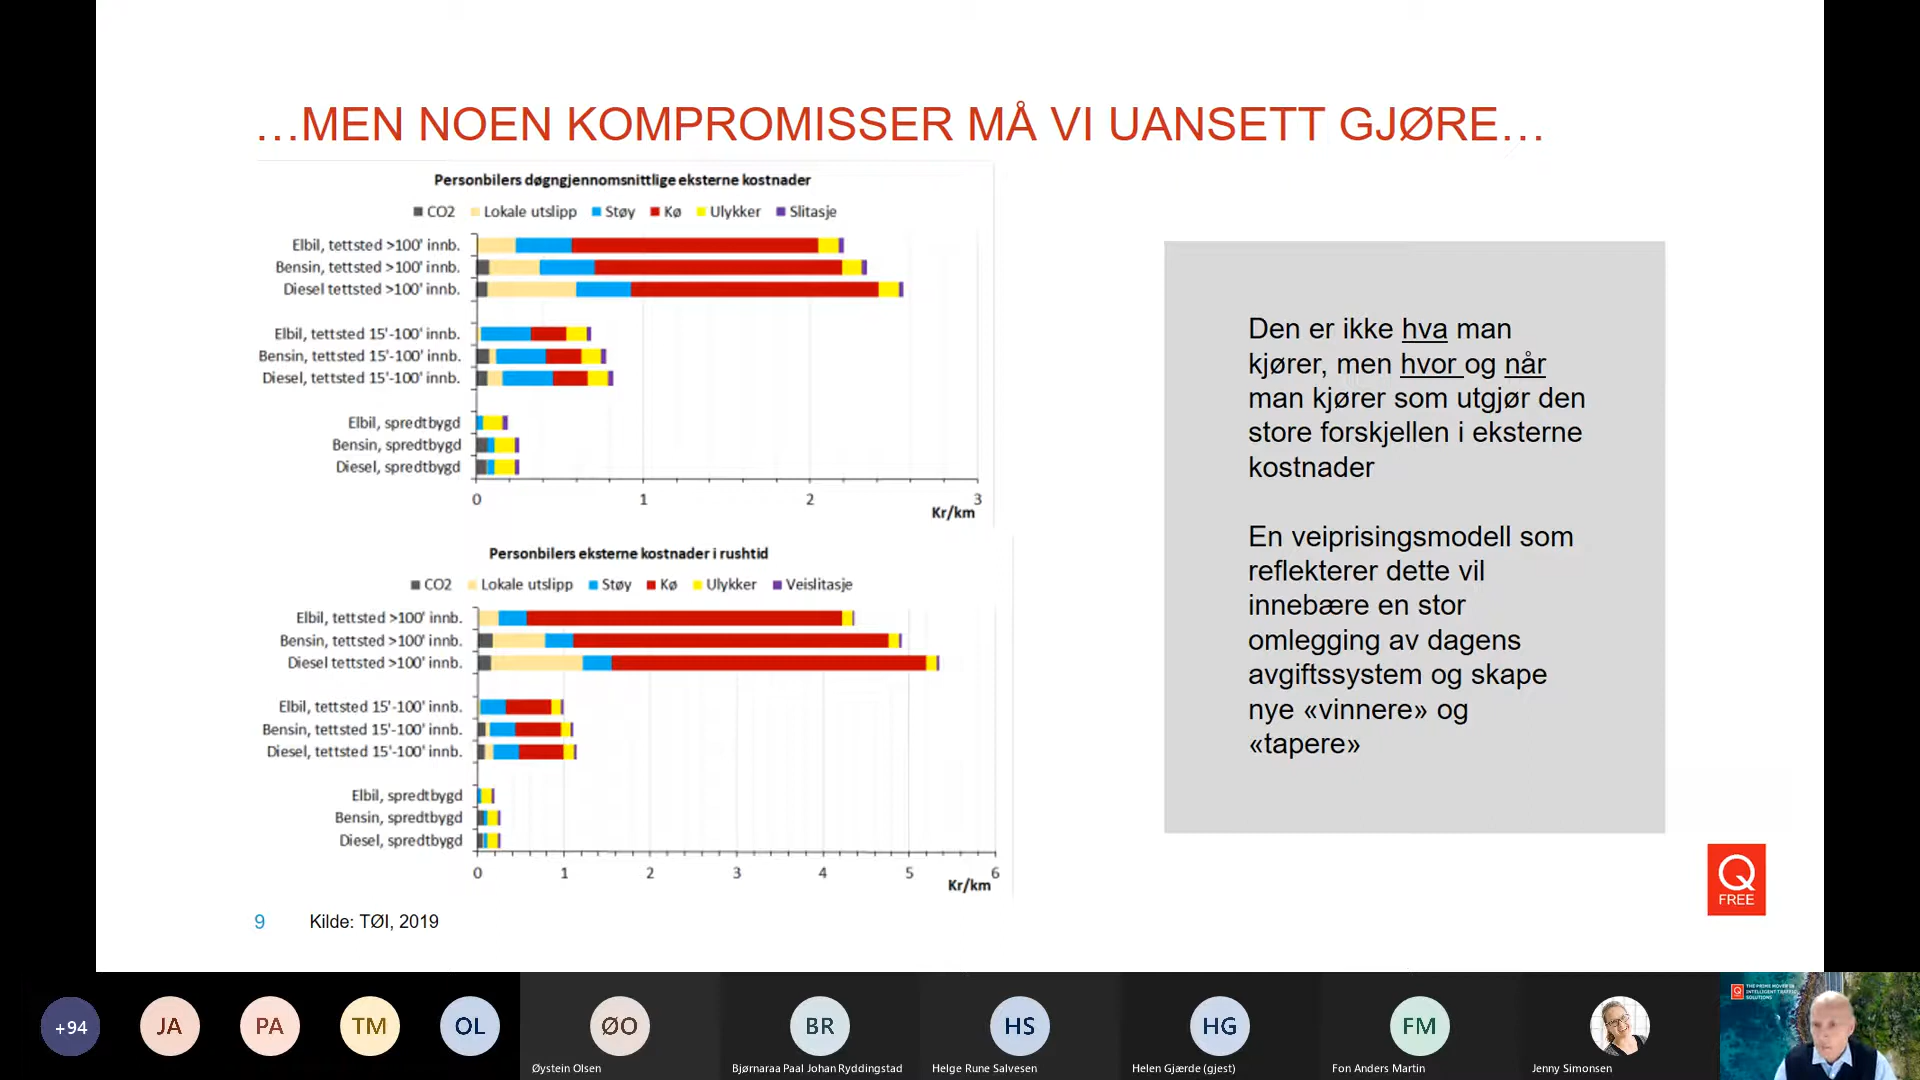 …MEN NOEN KOMPROMISSER MÅ VI UANSETT GJØRE…
Personbilers døgngjennomsnittlige eksterne kostnader
CO2 Lokale utslipp Støy Kø Ulykker Slitasje
Elbil, tettsted >100' innb.
Bensin, tettsted >100' innb.
Diesel tettsted >100' innb.
Elbil, tettsted 15'-100' innb.
Bensin, tettsted 15'-100' innb.
Diesel, tettsted 15'-100' innb.
Elbil, spredtbygd
Bensin, spredtbygd
Diesel, spredtbygd
0 1 2 3
Kr/km
Personbilers eksterne kostnader i rushtid
CO2 Lokale utslipp Støy Kø Ulykker Veislitasje
Elbil, tettsted >100' innb.
Bensin, tettsted >100' innb.
Diesel tettsted >100' innb.
Elbil, tettsted 15'-100' innb.
Bensin, tettsted 15'-100' innb.
Diesel, tettsted 15'-100' innb.
Elbil, spredtbygd
Bensin, spredtbygd
Diesel, spredtbygd
0 1 2 3 4 5 6
Kr/km
Den er ikke hva man
kjører, men hvor og når
man kjører som utgjør den
store forskjellen i eksterne
kostnader
En veiprisingsmodell som
reflekterer dette vil
innebære en stor
omlegging av dagens
avgiftssystem og skape
nye «vinnere» og
«tapere»
Q
FREE
9 Kilde: TØI, 2019
+94 JA PA TM OL ØO BR HS HG FM
Øystein Olsen Bjørnaraa Paal Johan Ryddingstad Helge Rune Salvesen Helen Gjærde (gjest) Fon Anders Martin Jenny Simonsen
THE PRIME MOVER IN
INTELLIGENT TRAFFIC
SOLUTIONS